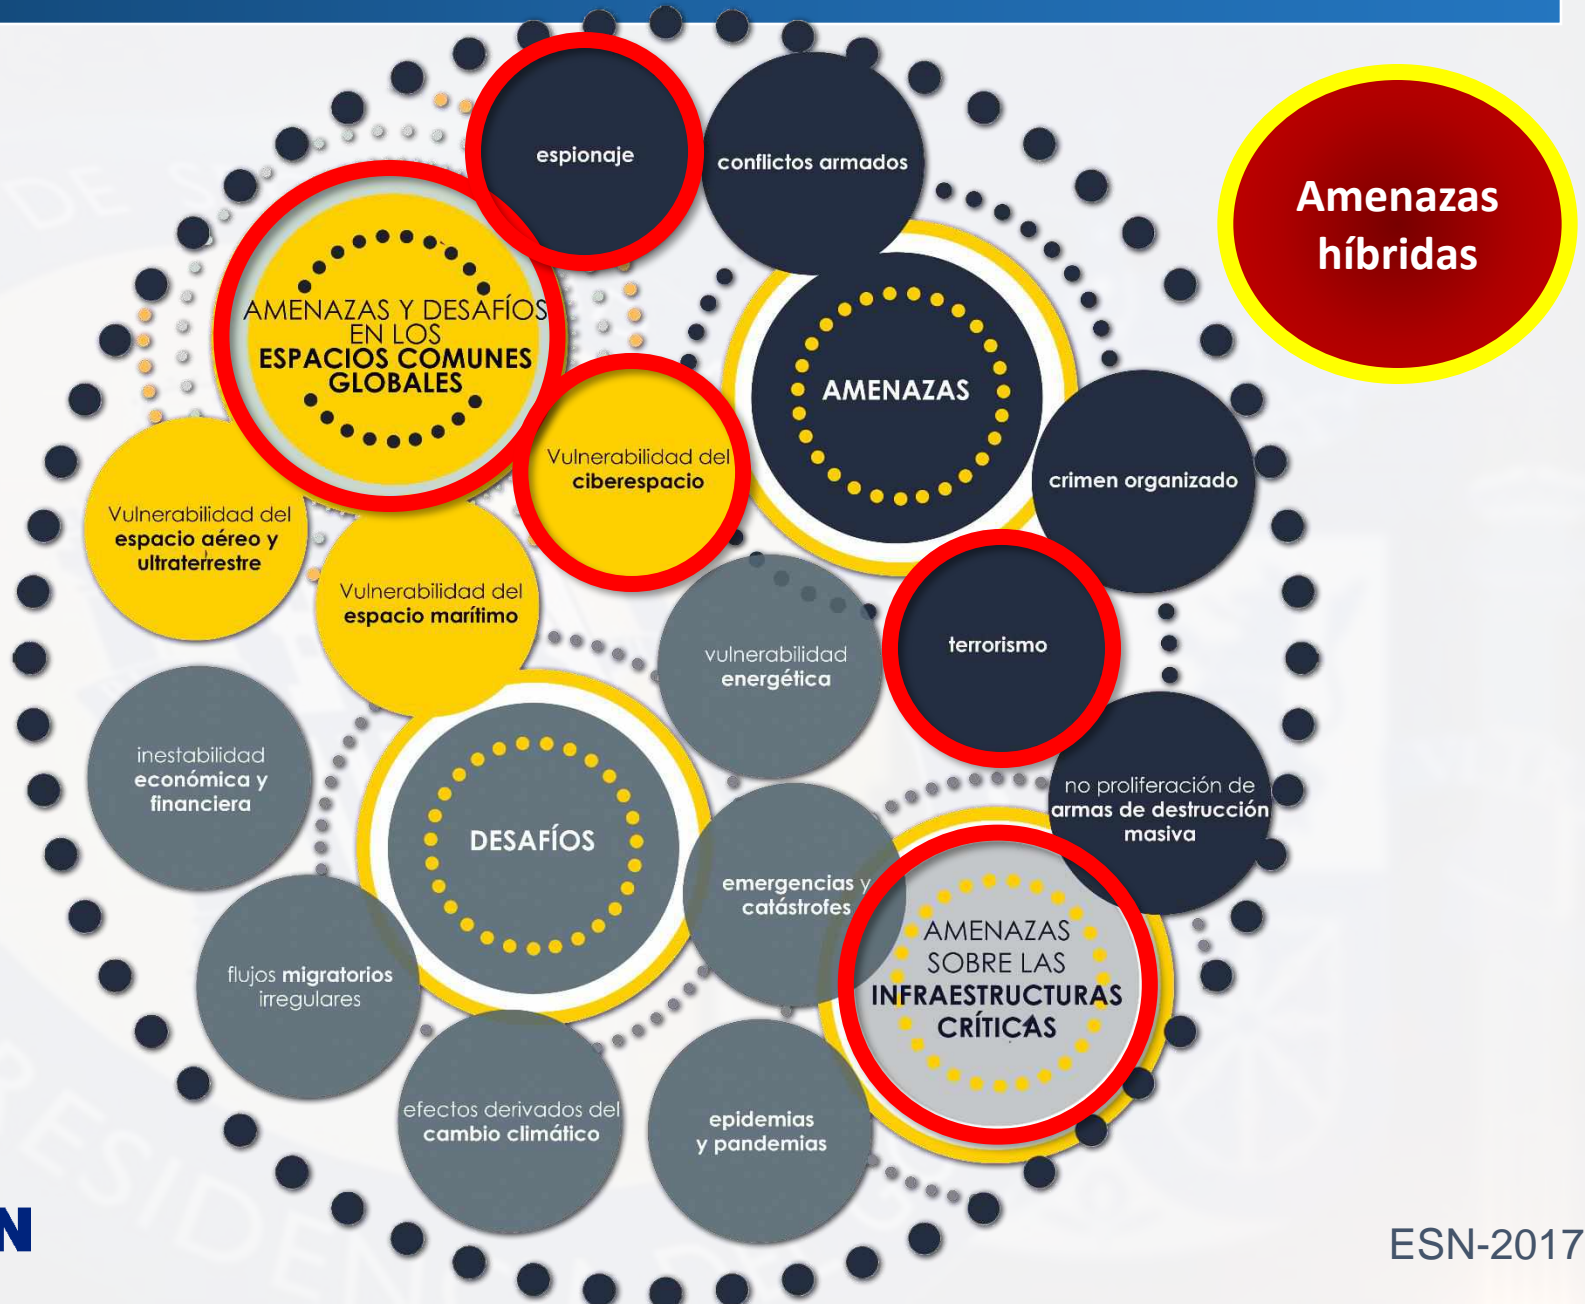 espionaje
conflictos armados
Amenazas
híbridas
AMENAZAS Y DESAFÍOS
EN LOS
ESPACIOS COMUNES
GLOBALES
AMENAZAS
Vulnerabilidad del
ciberespacio
crimen organizado
Vulnerabilidad del
espacio aéreo y
ultraterrestre
Vulnerabilidad del
espacio marítimo
vulnerabilidad
energética
terrorismo
inestabilidad
económica y
financiera
no proliferación de
armas de destrucción
masiva
DESAFÍOS
emergencias y
catástrofes
AMENAZAS
SOBRE LAS
INFRAESTRUCTURAS
CRÍTICAS
flujos migratorios
irregulares
efectos derivados del
cambio climático
epidemias
y pandemias
N
ESN-2017